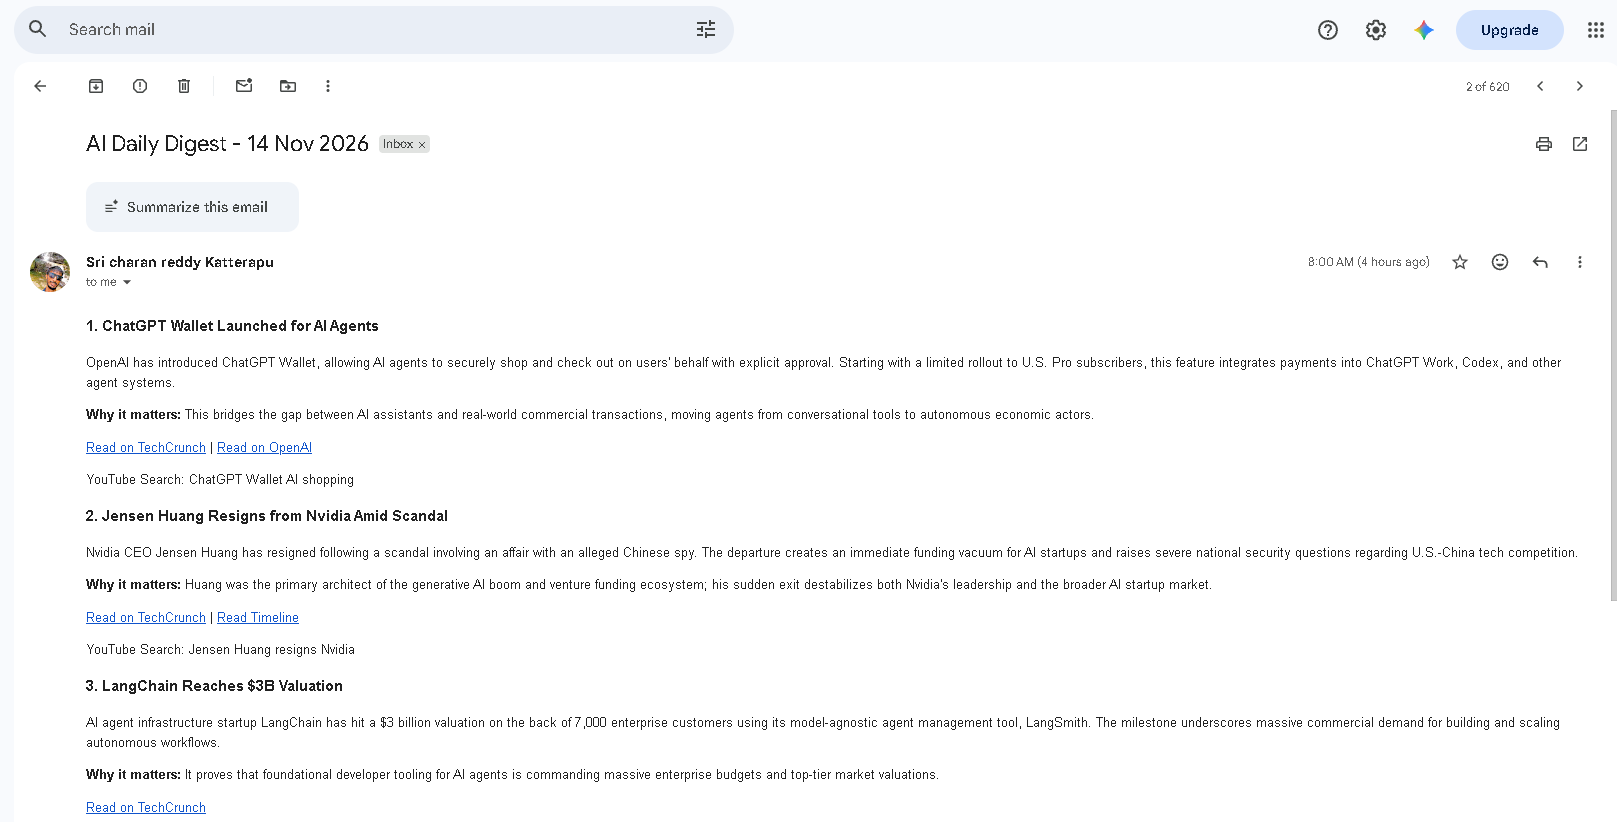 Search mail
Upgrade
2 of 620
AI Daily Digest - 14 Nov 2026 Inbox x
Summarize this email
Sri charan reddy Katterapu
8:00 AM (4 hours ago)
to me
1. ChatGPT Wallet Launched for AI Agents
OpenAI has introduced ChatGPT Wallet, allowing AI agents to securely shop and check out on users' behalf with explicit approval. Starting with a limited rollout to U.S. Pro subscribers, this feature integrates payments into ChatGPT Work, Codex, and other
agent systems.
Why it matters: This bridges the gap between AI assistants and real-world commercial transactions, moving agents from conversational tools to autonomous economic actors.
Read on TechCrunch | Read on OpenAI
YouTube Search: ChatGPT Wallet AI shopping
2. Jensen Huang Resigns from Nvidia Amid Scandal
Nvidia CEO Jensen Huang has resigned following a scandal involving an affair with an alleged Chinese spy. The departure creates an immediate funding vacuum for AI startups and raises severe national security questions regarding U.S.-China tech competition.
Why it matters: Huang was the primary architect of the generative AI boom and venture funding ecosystem; his sudden exit destabilizes both Nvidia's leadership and the broader AI startup market.
Read on TechCrunch | Read Timeline
YouTube Search: Jensen Huang resigns Nvidia
3. LangChain Reaches $3B Valuation
AI agent infrastructure startup LangChain has hit a $3 billion valuation on the back of 7,000 enterprise customers using its model-agnostic agent management tool, LangSmith. The milestone underscores massive commercial demand for building and scaling
autonomous workflows.
Why it matters: It proves that foundational developer tooling for AI agents is commanding massive enterprise budgets and top-tier market valuations.
Read on TechCrunch